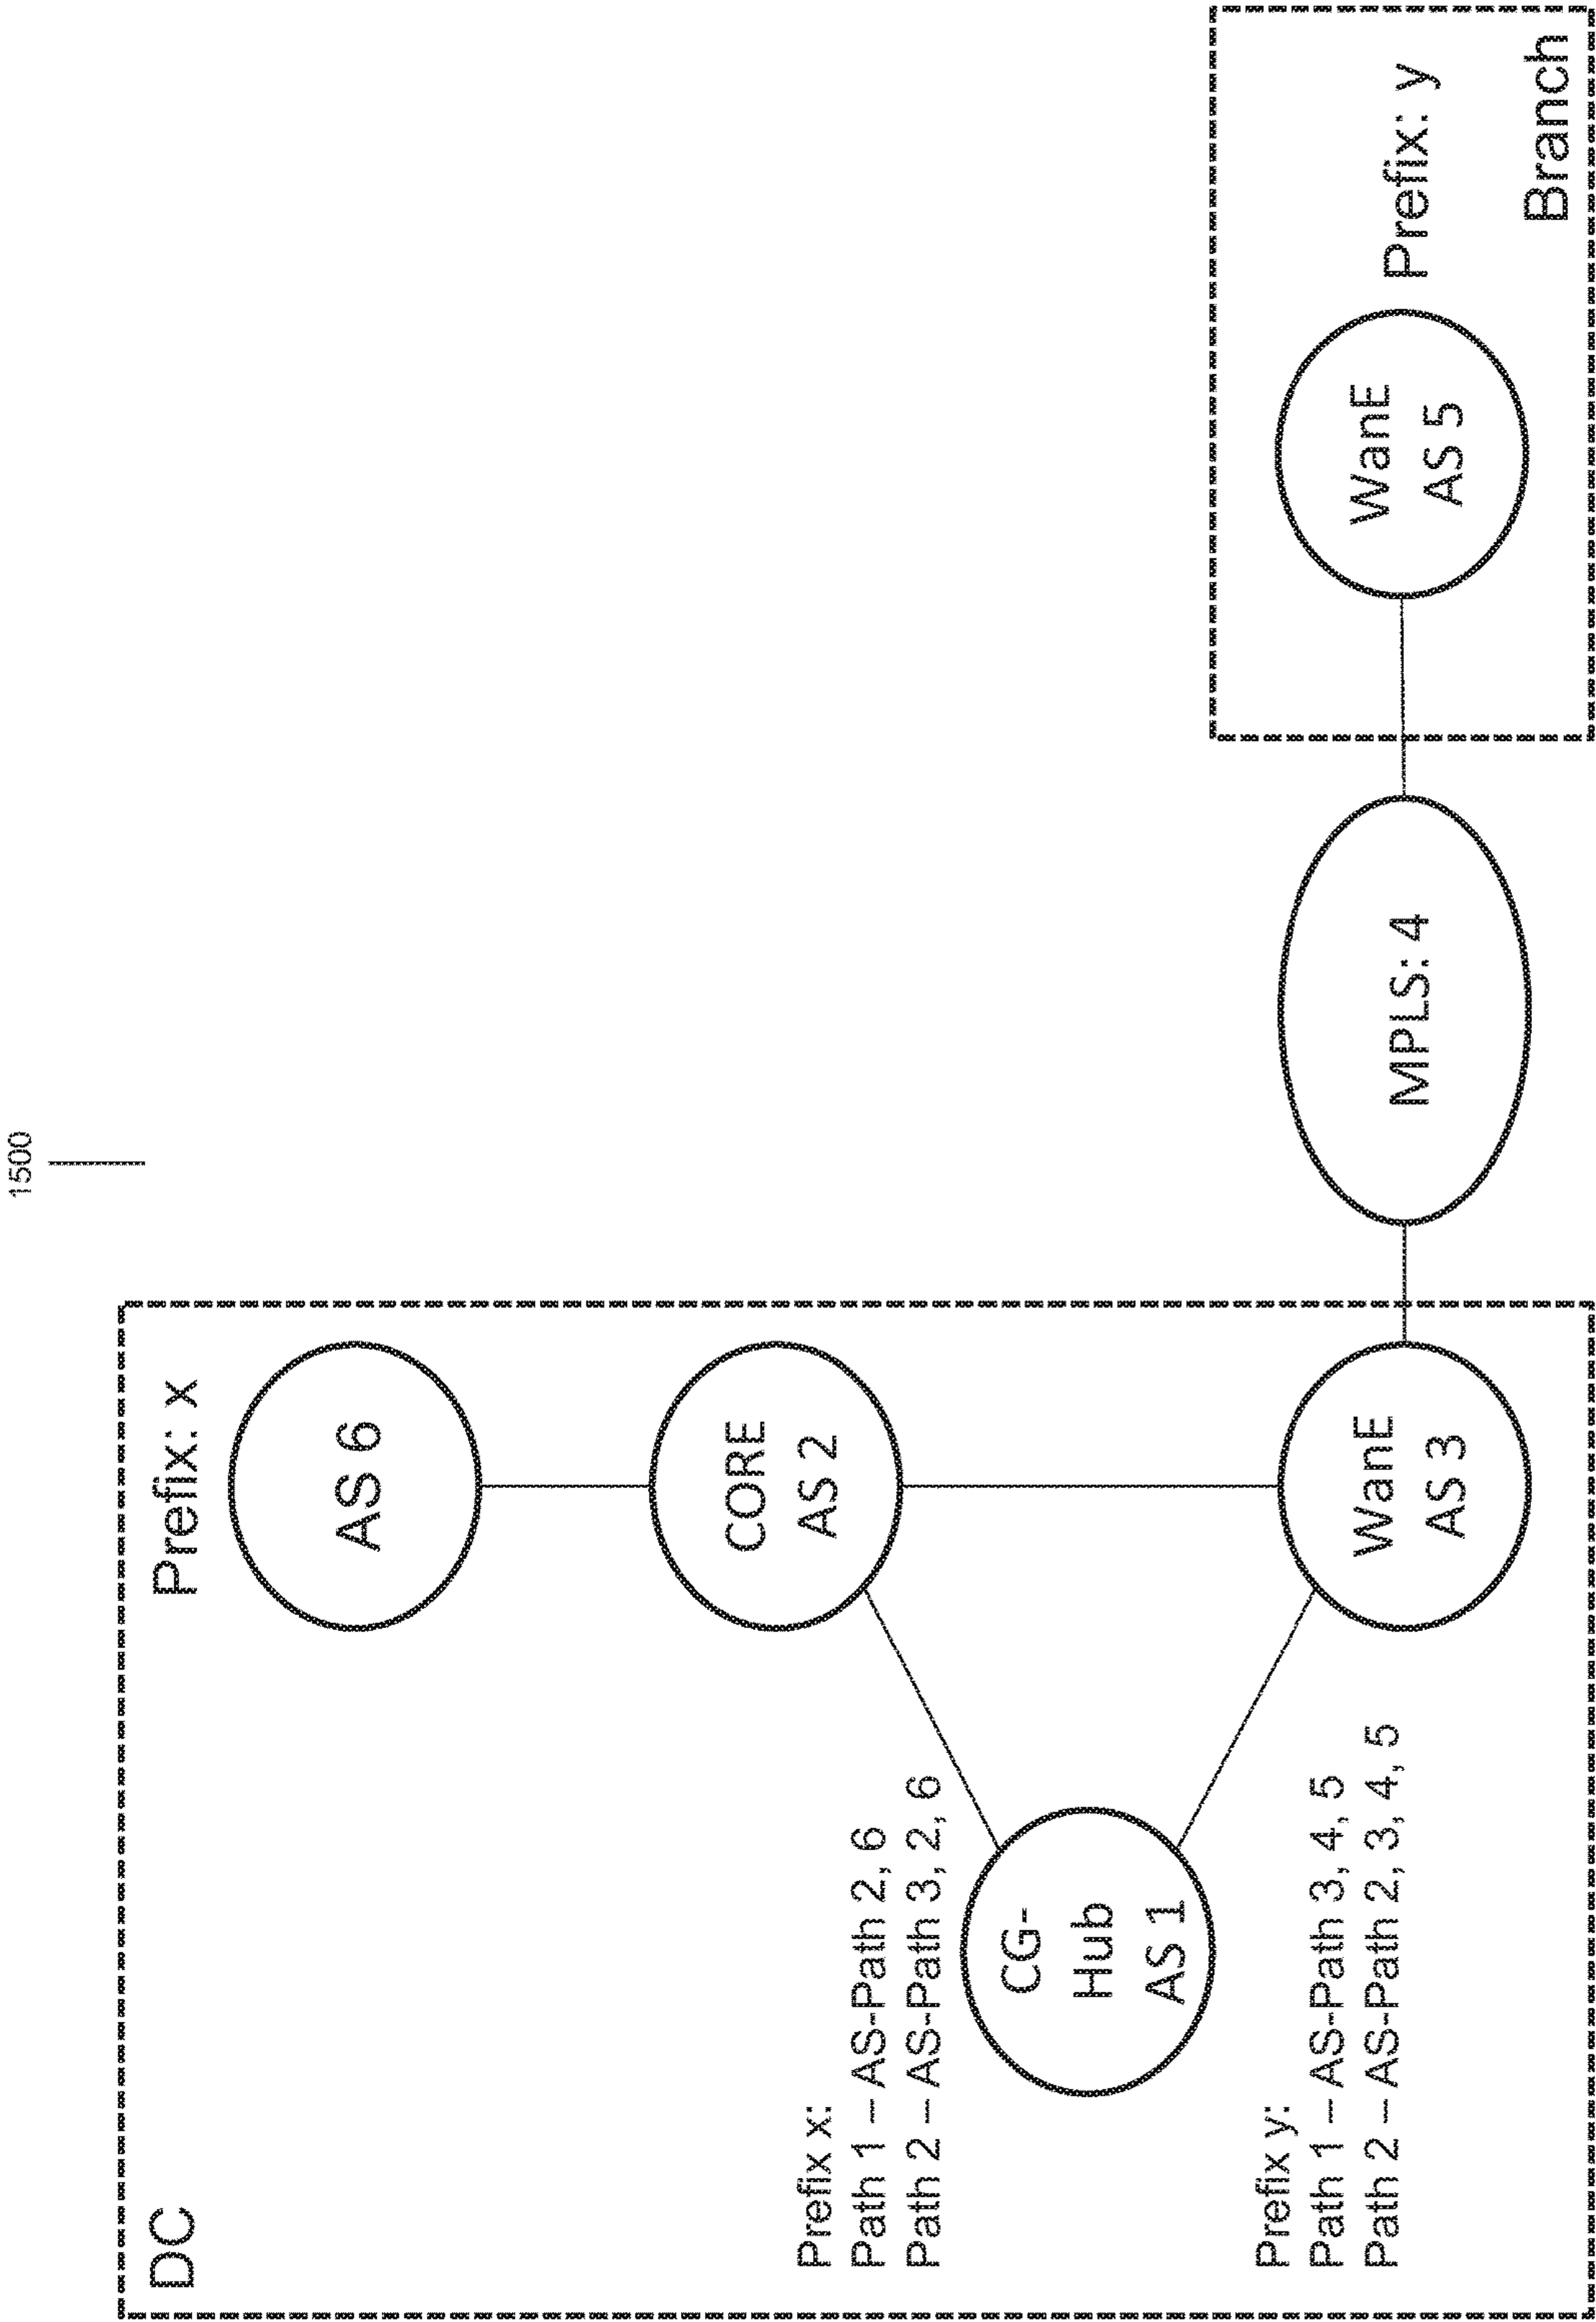 1500
DC
Prefix: x
AS 6
CORE
AS 2
Prefix x:
Path 1 – AS-Path 2, 6
Path 2 – AS-Path 3, 2, 6
CG-
Hub
AS 1
Prefix y:
Path 1 – AS-Path 3, 4, 5
Path 2 – AS-Path 2, 3, 4, 5
WanE
AS 3
MPLS: 4
WanE
AS 5
Prefix: y
Branch